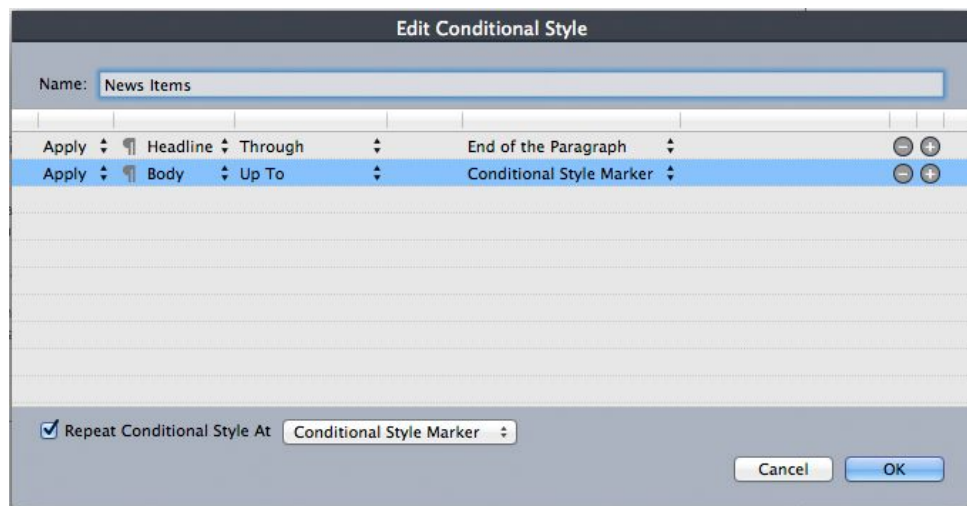 Edit Conditional Style
Name: News Items
Apply ¶ Headline Through End of the Paragraph
Apply ¶ Body Up To Conditional Style Marker
Repeat Conditional Style At Conditional Style Marker
Cancel OK